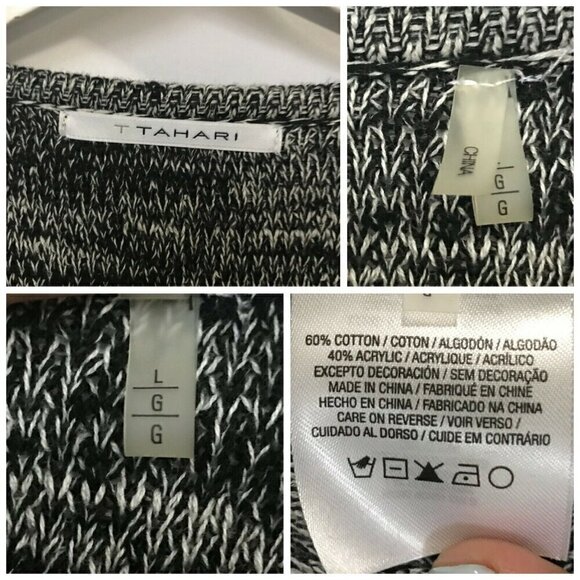 T TAHARI
CHINA
G
G
L
G
G
60% COTTON / COTON / ALGODÓN / ALGODÃO
40% ACRYLIC / ACRYLIQUE / ACRÍLICO
EXCEPTO DECORACIÓN / SEM DECORAÇÃO
MADE IN CHINA / FABRIQUÉ EN CHINE
HECHO EN CHINA / FABRICADO NA CHINA
CARE ON REVERSE / VOIR VERSO /
CUIDADO AL DORSO / CUIDE EM CONTRÁRIO